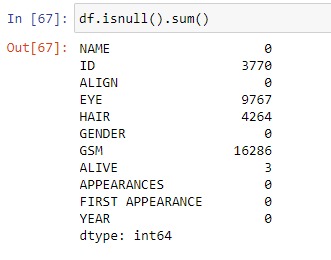 In [67]: df.isnull().sum()
Out[67]: NAME 0
ID 3770
ALIGN 0
EYE 9767
HAIR 4264
GENDER 0
GSM 16286
ALIVE 3
APPEARANCES 0
FIRST APPEARANCE 0
YEAR 0
dtype: int64